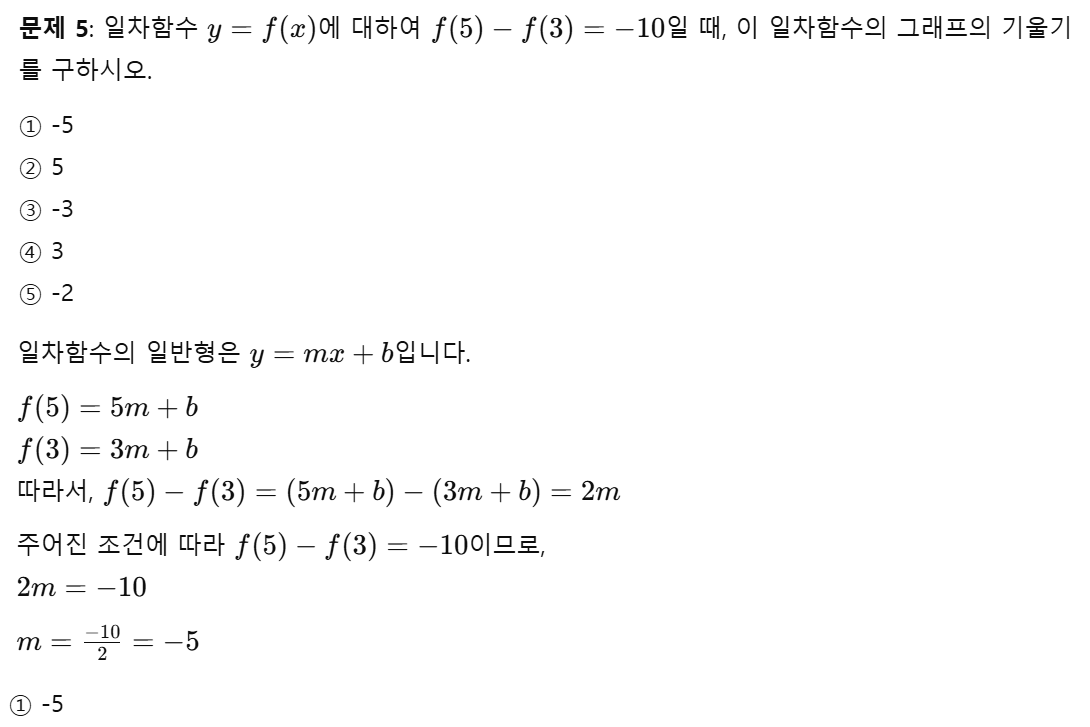 문제 5: 일차함수 y = f(x)에 대하여 f(5) − f(3) = −10일 때, 이 일차함수의 그래프의 기울기
를 구하시오.
① -5
② 5
③ -3
④ 3
⑤ -2
일차함수의 일반형은 y = mx + b입니다.
f(5) = 5m + b
f(3) = 3m + b
따라서, f(5) − f(3) = (5m + b) − (3m + b) = 2m
주어진 조건에 따라 f(5) − f(3) = −10이므로,
2m = −10
m = \frac{−10}{2} = −5
① -5